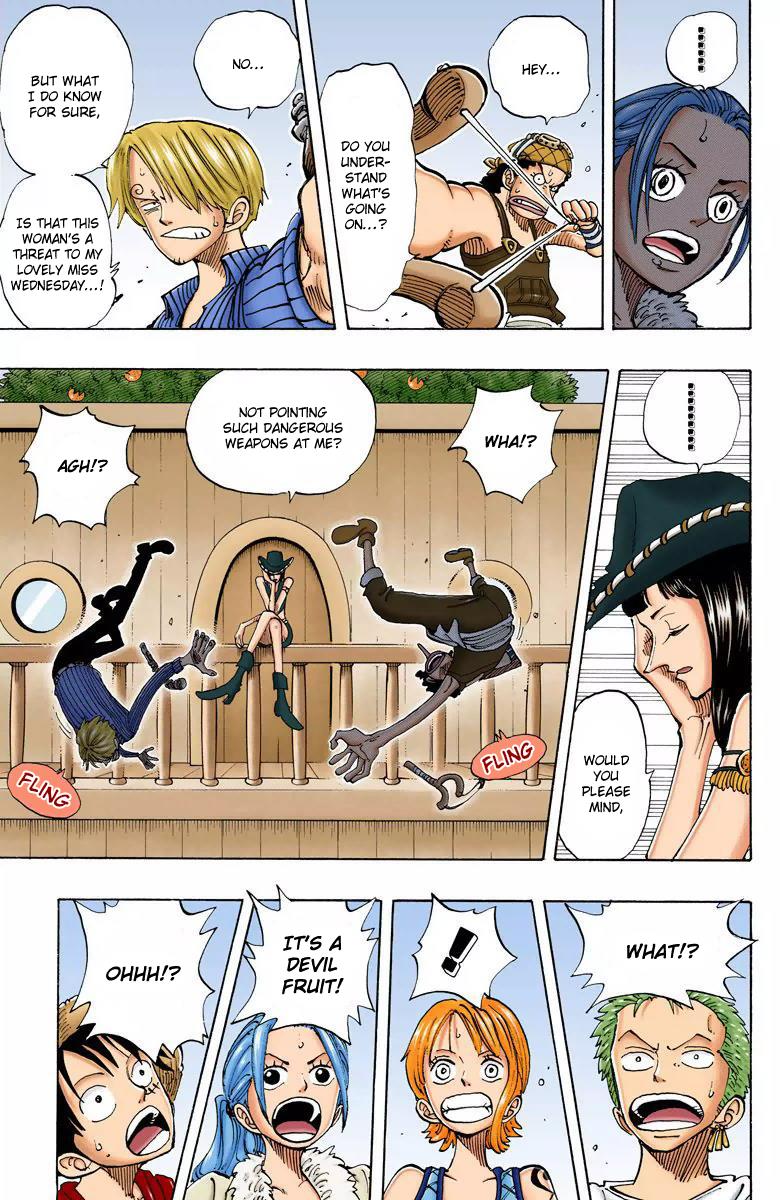 !!!!!!
HEY...
DO YOU
UNDER-
STAND
WHAT'S
GOING
ON...?
NO...
BUT WHAT
I DO KNOW
FOR SURE,
IS THAT THIS
WOMAN'S A
THREAT TO MY
LOVELY MISS
WEDNESDAY...!
!!!!!!!!!
WOULD
YOU
PLEASE
MIND,
WHA!?
NOT POINTING
SUCH DANGEROUS
WEAPONS AT ME?
AGH!?
FLING
FLING
WHAT!?
!
IT'S A
DEVIL
FRUIT!
OHHH!?